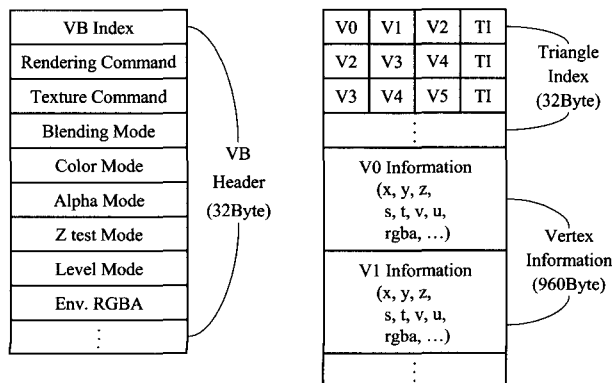 VB Index
Rendering Command
Texture Command
Blending Mode
Color Mode
Alpha Mode
Z test Mode
Level Mode
Env. RGBA
⋮
VB
Header
(32Byte)
V0 V1 V2 TI
V2 V3 V4 TI
V3 V4 V5 TI
⋮
Triangle
Index
(32Byte)
V0 Information
(x, y, z,
s, t, v, u,
rgba, ...)
V1 Information
(x, y, z,
s, t, v, u,
rgba, ...)
⋮
Vertex
Information
(960Byte)